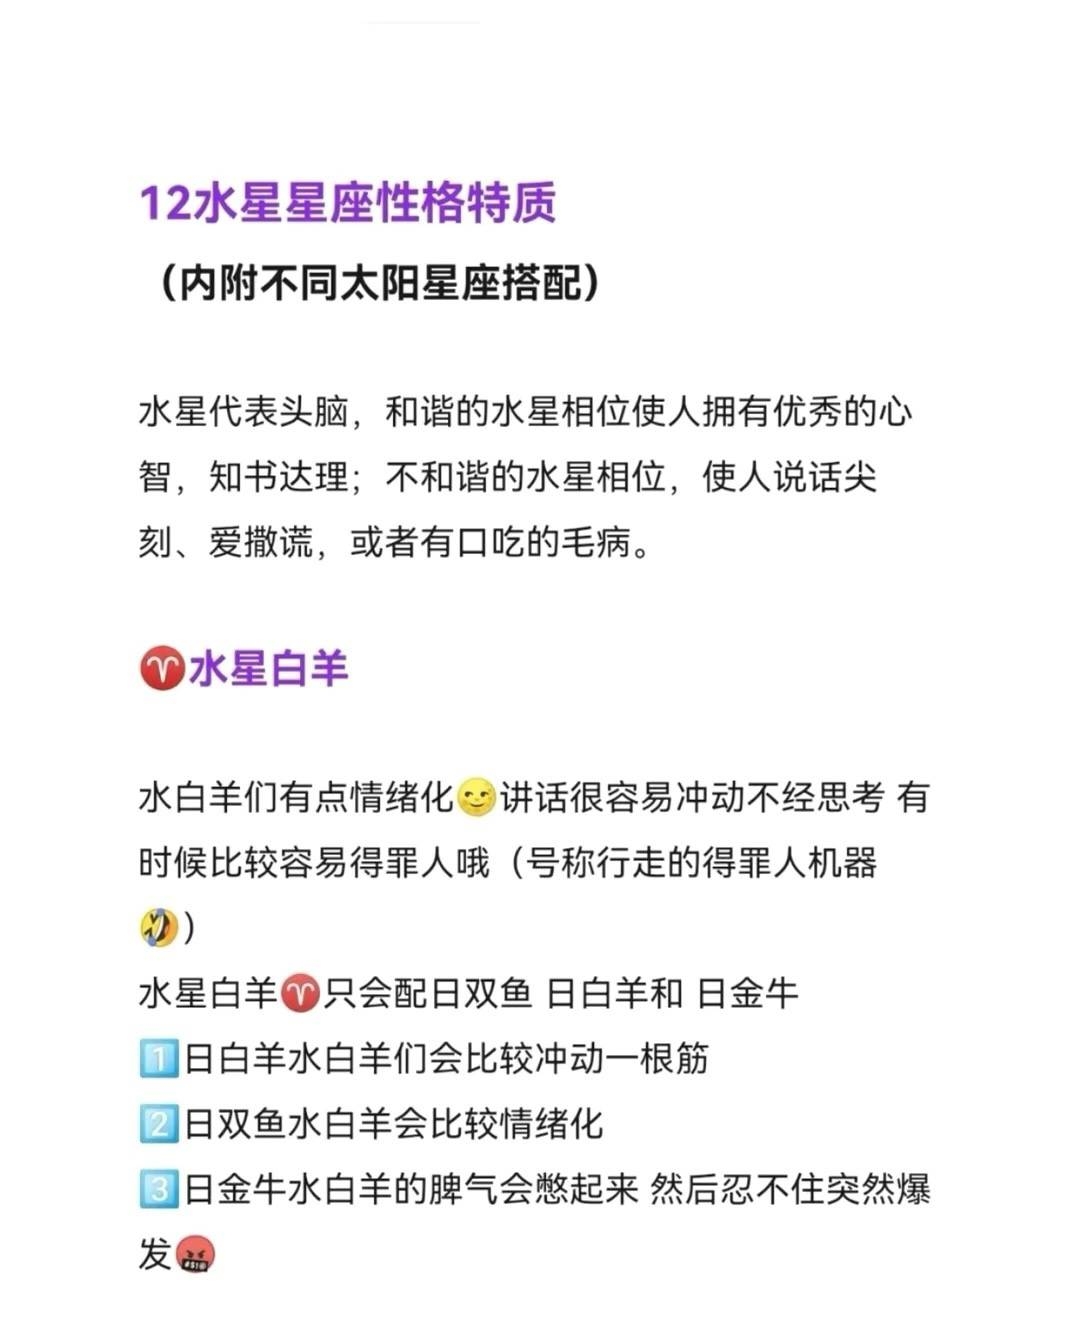 12水星星座性格特质
（内附不同太阳星座搭配）
水星代表头脑，和谐的水星相位使人拥有优秀的心
智，知书达理；不和谐的水星相位，使人说话尖
刻、爱撒谎，或者有口吃的毛病。
♈水星白羊
水白羊们有点情绪化🌝讲话很容易冲动不经思考 有
时候比较容易得罪人哦（号称行走的得罪人机器
🤣）
水星白羊♈只会配日双鱼 日白羊和 日金牛
1️⃣日白羊水白羊们会比较冲动一根筋
2️⃣日双鱼水白羊会比较情绪化
3️⃣日金牛水白羊的脾气会憋起来 然后忍不住突然爆
发🤬